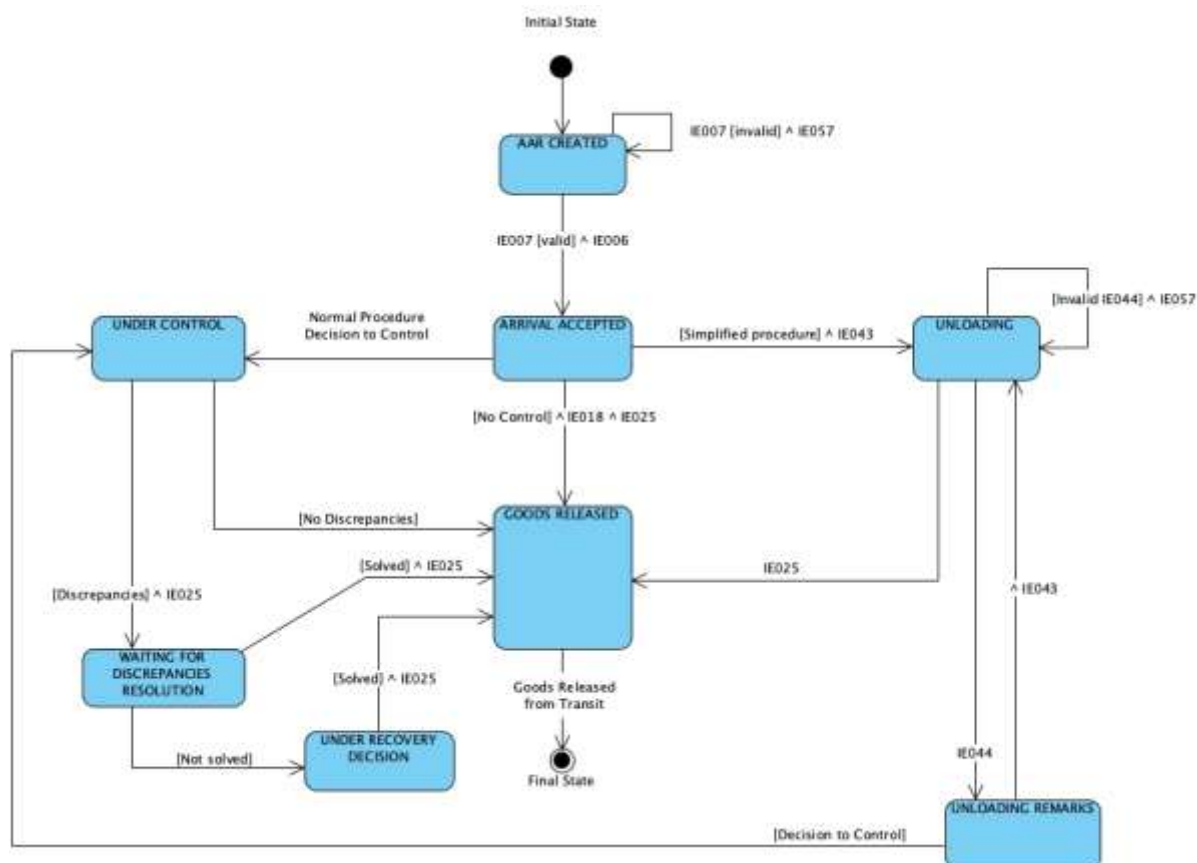 Initial State
AAR CREATED
IE007 [invalid] ^ IE057
IE007 [valid] ^ IE006
UNDER CONTROL
Normal Procedure
Decision to Control
ARRIVAL ACCEPTED
[Simplified procedure] ^ IE043
UNLOADING
[Invalid IE044] ^ IE057
[No Control] ^ IE018 ^ IE025
[No Discrepancies]
GOODS RELEASED
[Solved] ^ IE025
IE025
^ IE043
[Discrepancies] ^ IE025
WAITING FOR
DISCREPANCIES
RESOLUTION
[Solved] ^ IE025
Goods Released
from Transit
[Not solved]
UNDER RECOVERY
DECISION
IE044
Final State
UNLOADING REMARKS
[Decision to Control]